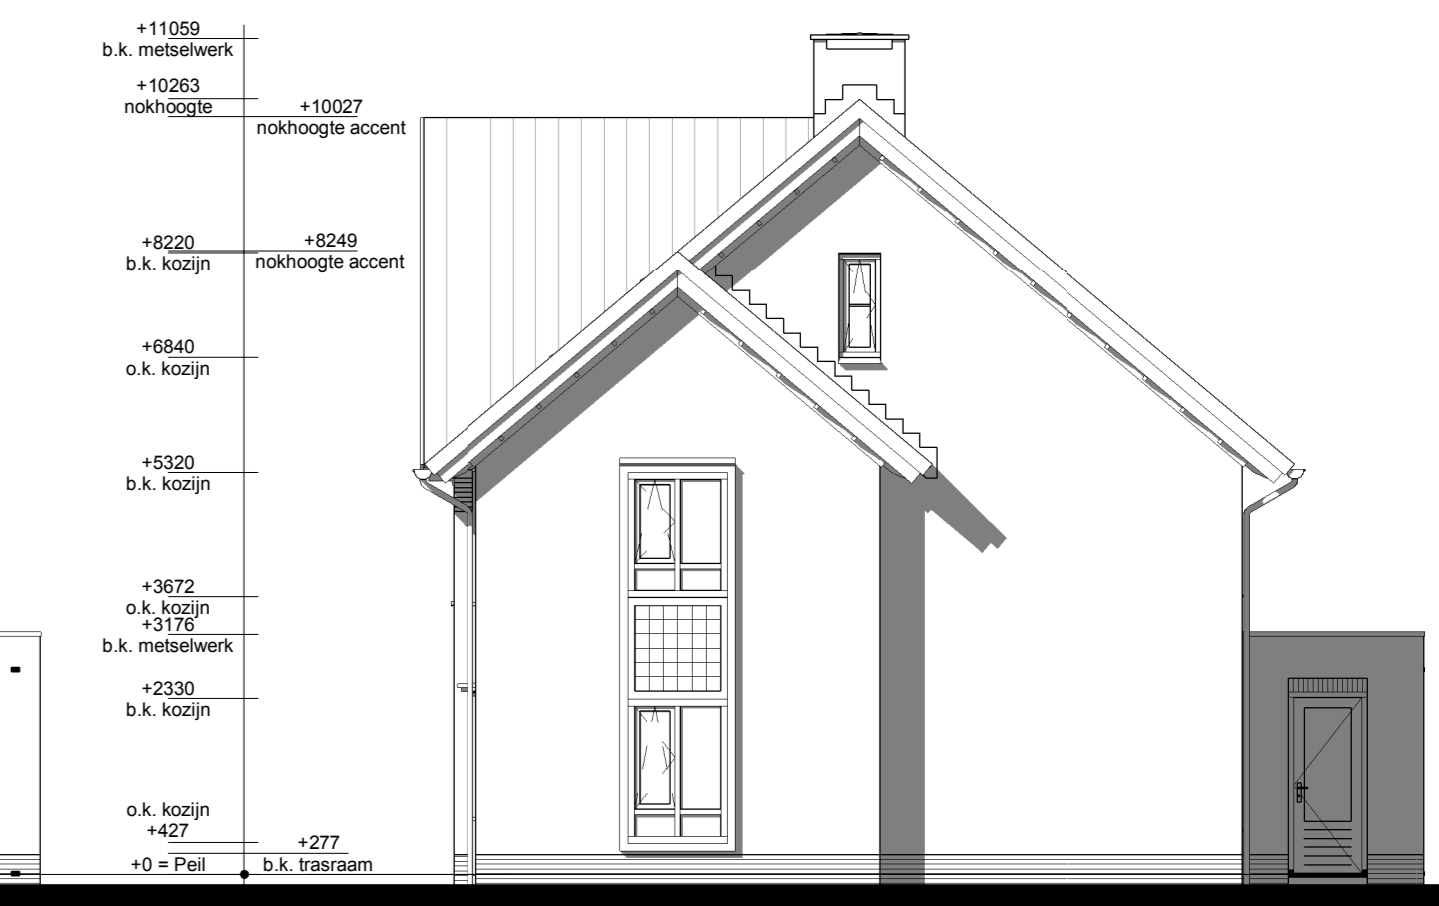 +11059
b.k. metselwerk
+10263
nokhoogte
+10027
nokhoogte accent
+8220
b.k. kozijn
+8249
nokhoogte accent
+6840
o.k. kozijn
+5320
b.k. kozijn
+3672
o.k. kozijn
+3176
b.k. metselwerk
+2330
b.k. kozijn
o.k. kozijn
+427
+277
+0 = Peil
b.k. trasraam